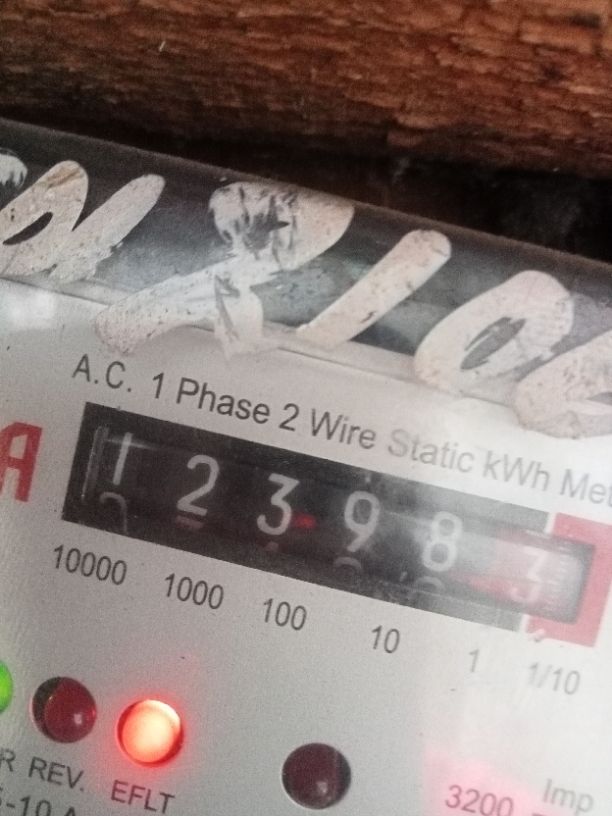 A.C. 1 Phase 2 Wire Static kWh Met
A
1 2 3 9 8 3
10000 1000 100 10 1 1/10
R REV. EFLT
-10 A
3200 Imp